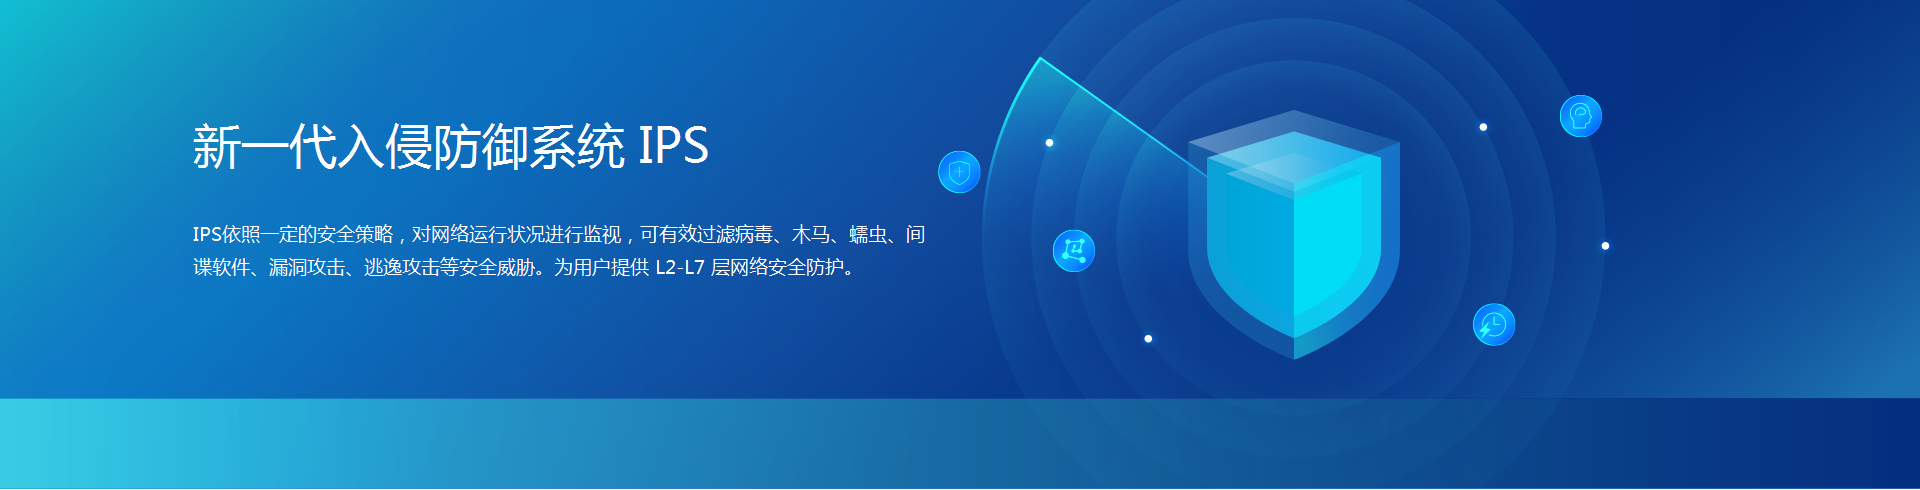 新一代入侵防御系统 IPS
IPS依照一定的安全策略，对网络运行状况进行监视，可有效过滤病毒、木马、蠕虫、间
谍软件、漏洞攻击、逃逸攻击等安全威胁。为用户提供 L2-L7 层网络安全防护。